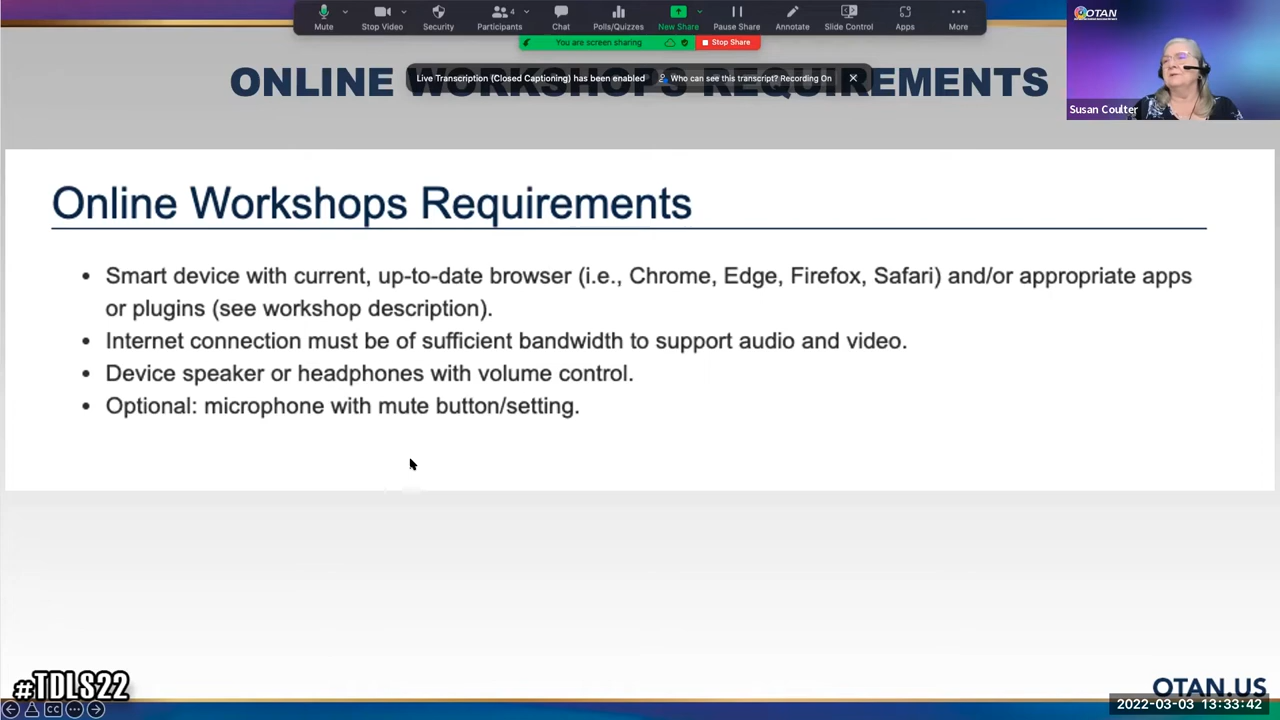 Mute
Stop Video
Security
Participants
4
Chat
Polls/Quizzes
New Share
Pause Share
Annotate
Slide Control
Apps
More
You are screen sharing
Stop Share
Live Transcription (Closed Captioning) has been enabled
Who can see this transcript? Recording On
OTAN
Susan Coulter
ONLINE WORKSHOPS REQUIREMENTS
Online Workshops Requirements
• Smart device with current, up-to-date browser (i.e., Chrome, Edge, Firefox, Safari) and/or appropriate apps
or plugins (see workshop description).
• Internet connection must be of sufficient bandwidth to support audio and video.
• Device speaker or headphones with volume control.
• Optional: microphone with mute button/setting.
#TDLS22
CC
OTAN.US
2022-03-03 13:33:42